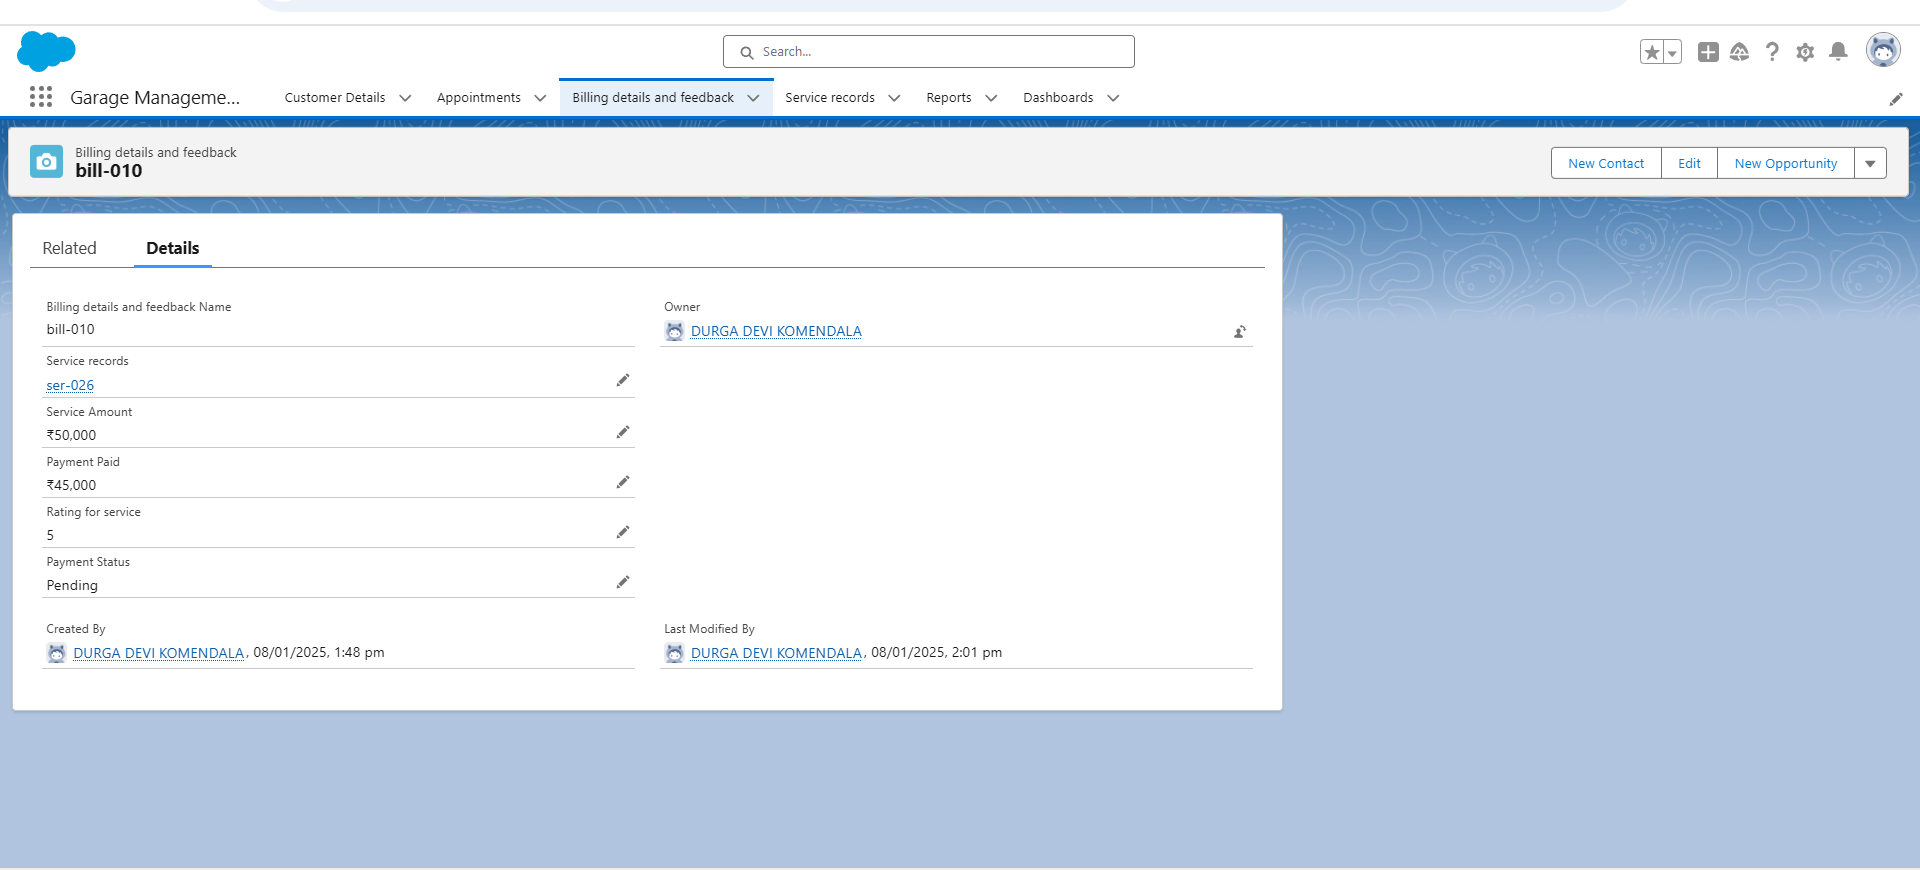 Search...
Garage Manageme...
Customer Details
Appointments
Billing details and feedback
Service records
Reports
Dashboards
Billing details and feedback
bill-010
New Contact
Edit
New Opportunity
Related
Details
Billing details and feedback Name
bill-010
Owner
DURGA DEVI KOMENDALA
Service records
ser-026
Service Amount
₹50,000
Payment Paid
₹45,000
Rating for service
5
Payment Status
Pending
Created By
DURGA DEVI KOMENDALA, 08/01/2025, 1:48 pm
Last Modified By
DURGA DEVI KOMENDALA, 08/01/2025, 2:01 pm